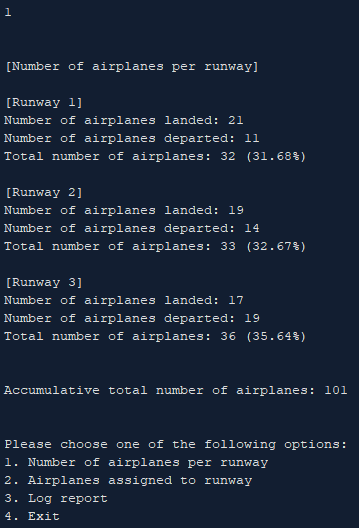 1
[Number of airplanes per runway]
[Runway 1]
Number of airplanes landed: 21
Number of airplanes departed: 11
Total number of airplanes: 32 (31.68%)
[Runway 2]
Number of airplanes landed: 19
Number of airplanes departed: 14
Total number of airplanes: 33 (32.67%)
[Runway 3]
Number of airplanes landed: 17
Number of airplanes departed: 19
Total number of airplanes: 36 (35.64%)
Accumulative total number of airplanes: 101
Please choose one of the following options:
1. Number of airplanes per runway
2. Airplanes assigned to runway
3. Log report
4. Exit